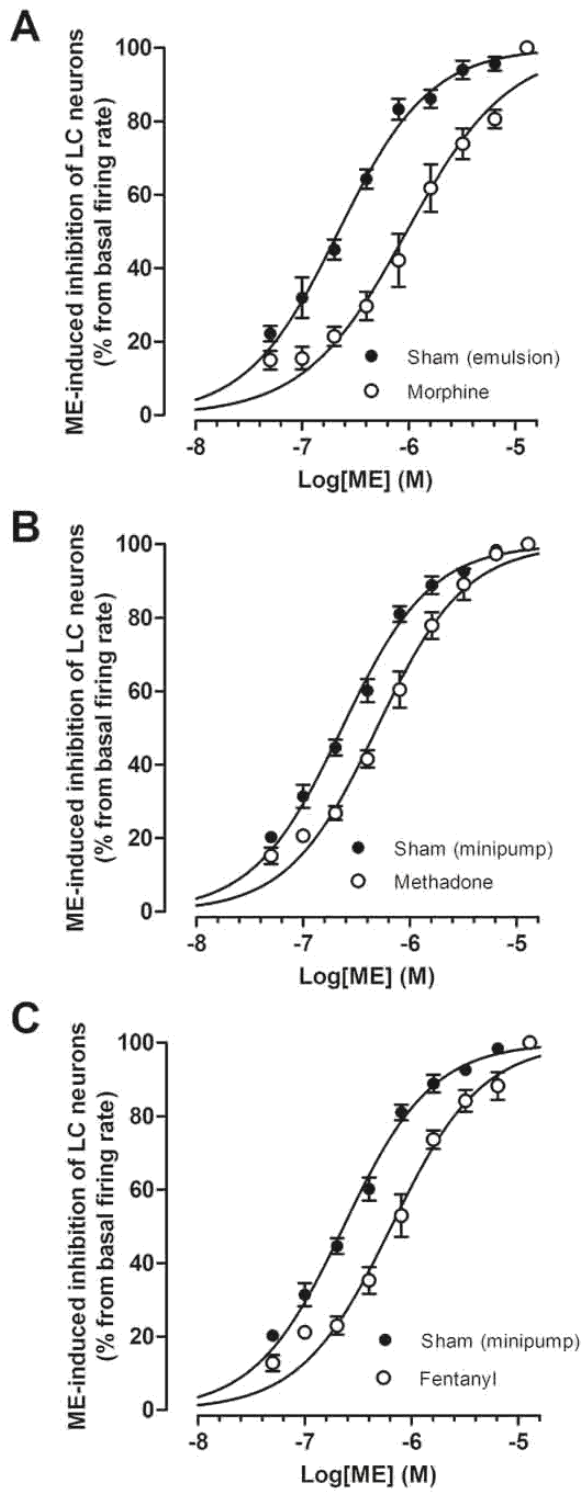 A
ME-induced inhibition of LC neurons
(% from basal firing rate)
100
80
60
40
20
0
Sham (emulsion)
Morphine
-8
-7
-6
-5
Log[ME] (M)
B
ME-induced inhibition of LC neurons
(% from basal firing rate)
100
80
60
40
20
0
Sham (minipump)
Methadone
-8
-7
-6
-5
Log[ME] (M)
C
ME-induced inhibition of LC neurons
(% from basal firing rate)
100
80
60
40
20
0
Sham (minipump)
Fentanyl
-8
-7
-6
-5
Log[ME] (M)